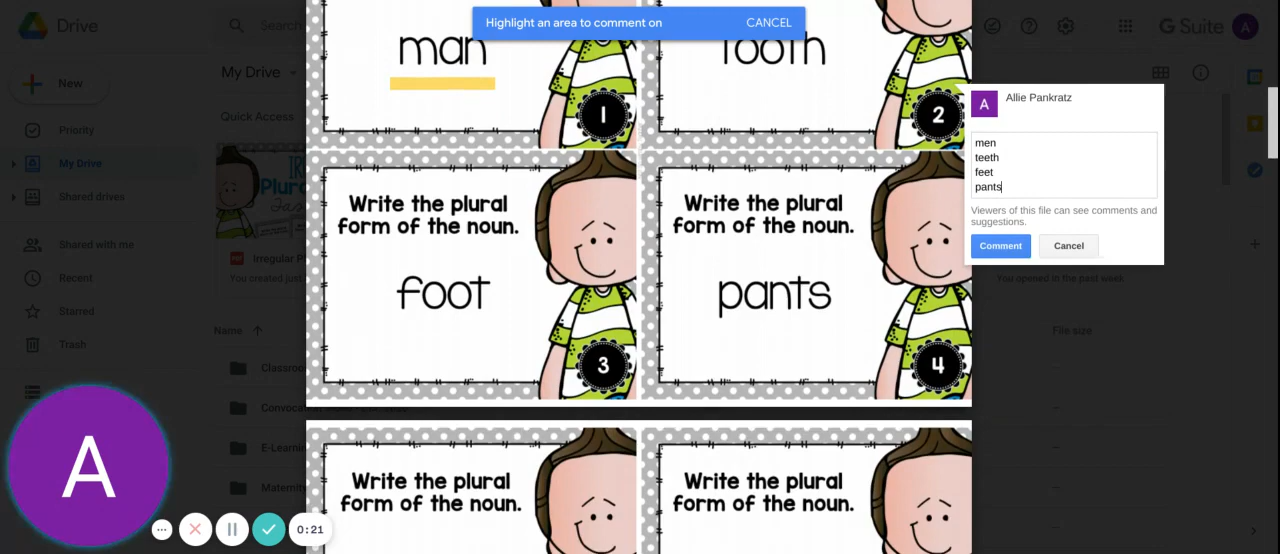 Drive
Search
Highlight an area to comment on
CANCEL
G Suite
A
New
Priority
My Drive
Shared drives
Shared with me
Recent
Starred
Trash
My Drive
Quick Access
Irregular P
You created just
Name
E-Learni
You opened in the past week
File size
man
1
tooth
2
Write the plural
form of the noun.
foot
3
Write the plural
form of the noun.
pants
4
Write the plural
form of the noun.
Write the plural
form of the noun.
A
Allie Pankratz
men
teeth
feet
pants
Viewers of this file can see comments and
suggestions.
Comment
Cancel
A
0:21